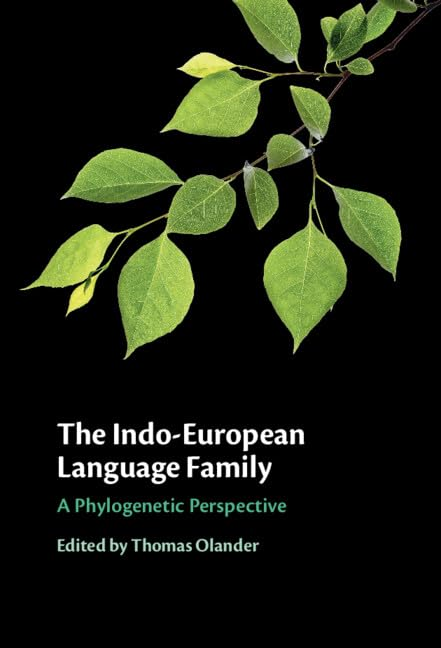 The Indo-European
Language Family
A Phylogenetic Perspective
Edited by Thomas Olander